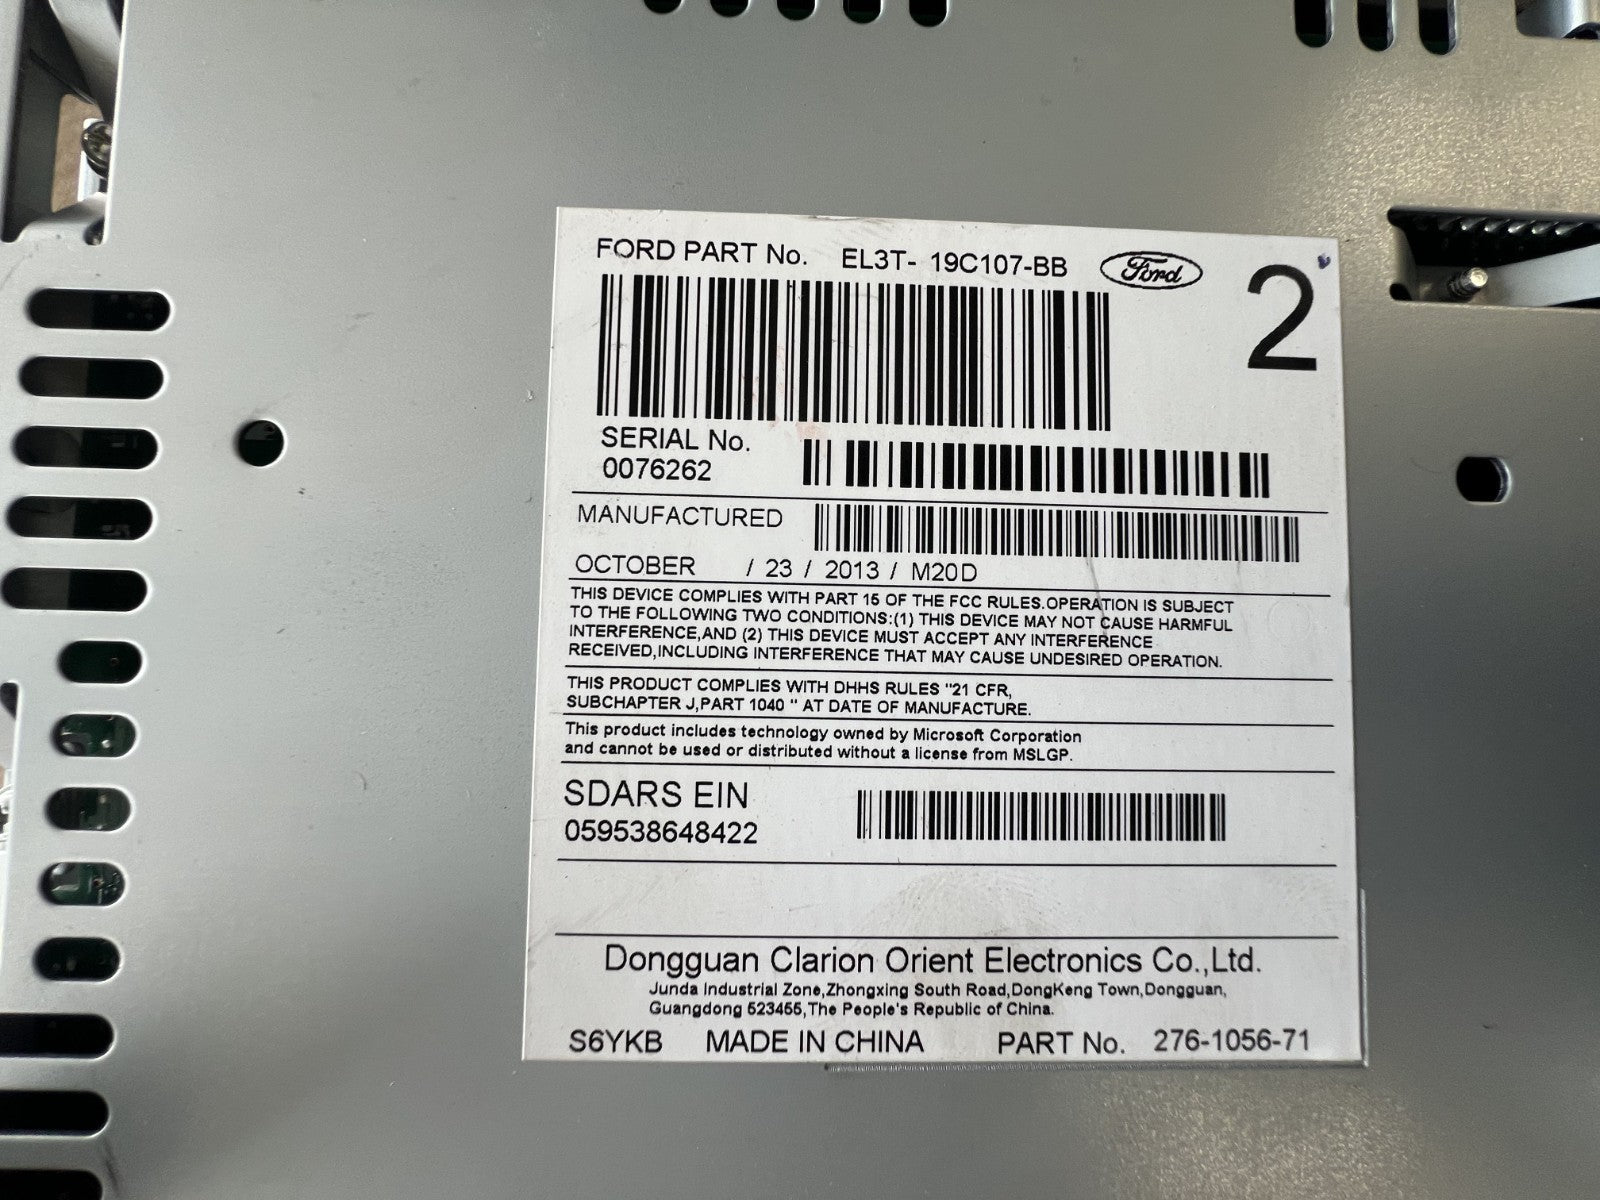 FORD PART No. EL3T- 19C107-BB Ford
2
SERIAL No.
0076262
MANUFACTURED
OCTOBER / 23 / 2013 / M20D
THIS DEVICE COMPLIES WITH PART 15 OF THE FCC RULES.OPERATION IS SUBJECT
TO THE FOLLOWING TWO CONDITIONS:(1) THIS DEVICE MAY NOT CAUSE HARMFUL
INTERFERENCE,AND (2) THIS DEVICE MUST ACCEPT ANY INTERFERENCE
RECEIVED,INCLUDING INTERFERENCE THAT MAY CAUSE UNDESIRED OPERATION.
THIS PRODUCT COMPLIES WITH DHHS RULES "21 CFR,
SUBCHAPTER J,PART 1040 " AT DATE OF MANUFACTURE.
This product includes technology owned by Microsoft Corporation
and cannot be used or distributed without a license from MSLGP.
SDARS EIN
059538648422
Dongguan Clarion Orient Electronics Co.,Ltd.
Junda Industrial Zone,Zhongxing South Road,DongKeng Town,Dongguan,
Guangdong 523455,The People's Republic of China.
S6YKB MADE IN CHINA PART No. 276-1056-71